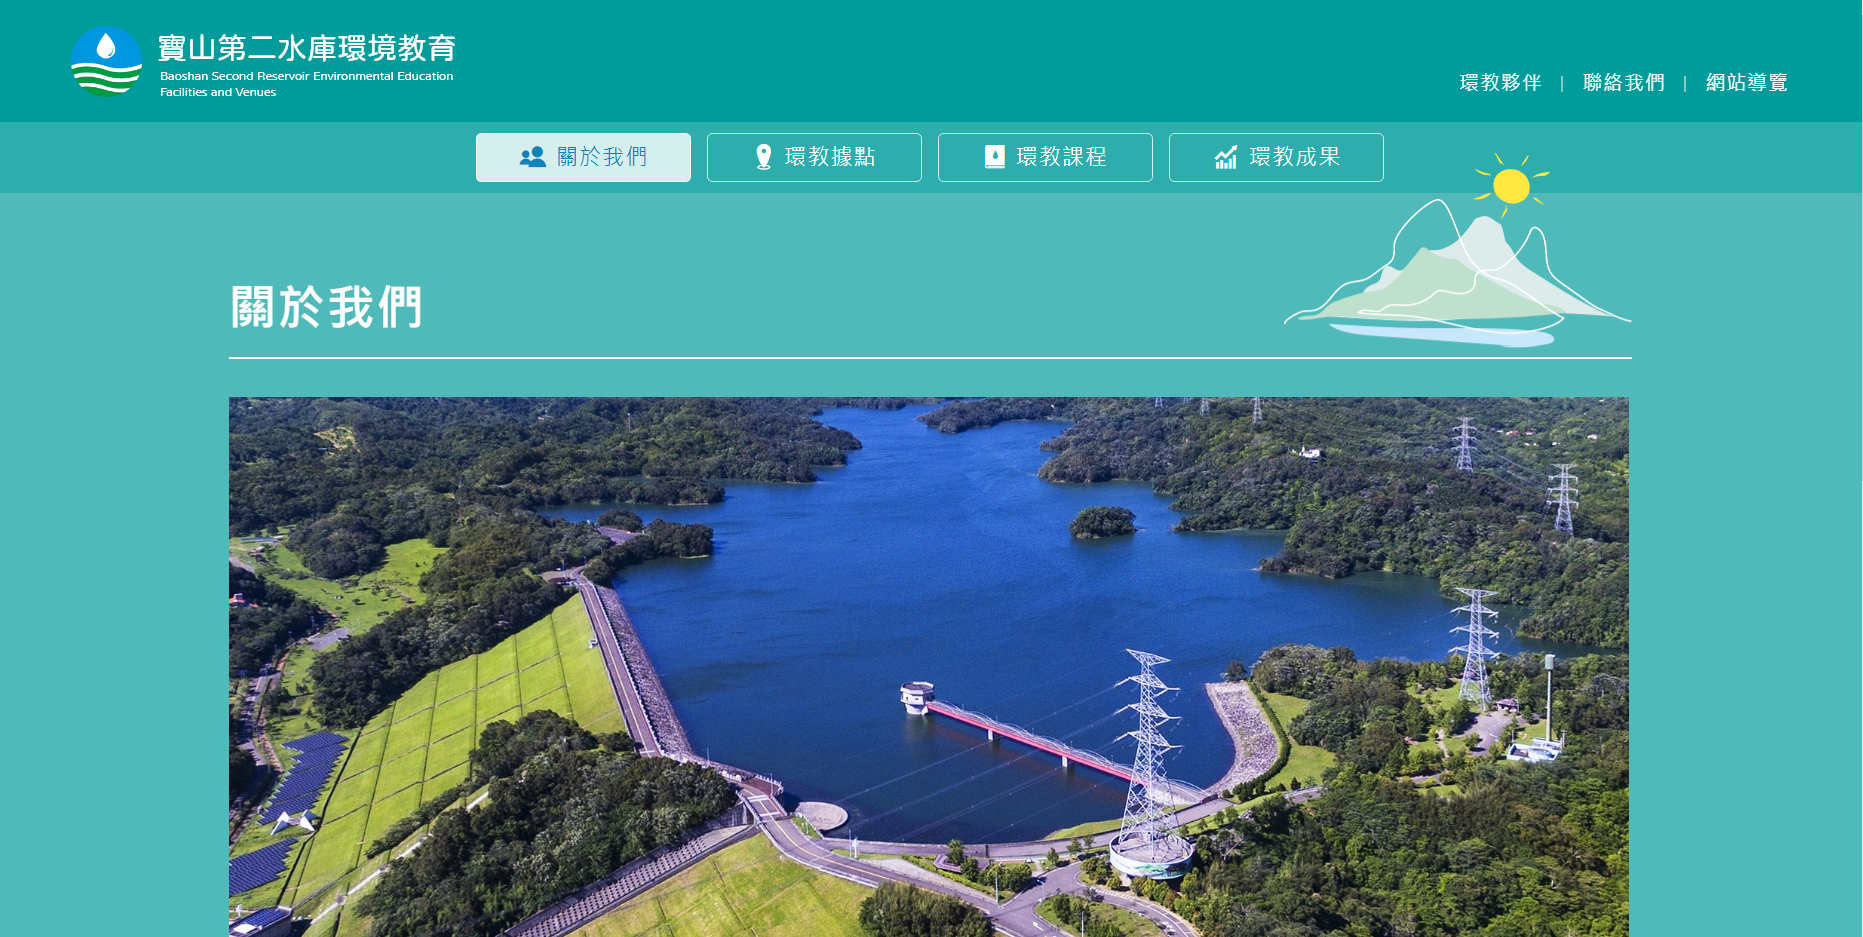 寶山第二水庫環境教育
Baoshan Second Reservoir Environmental Education
Facilities and Venues
環教夥伴 | 聯絡我們 | 網站導覽
關於我們 環教據點 環教課程 環教成果
關於我們